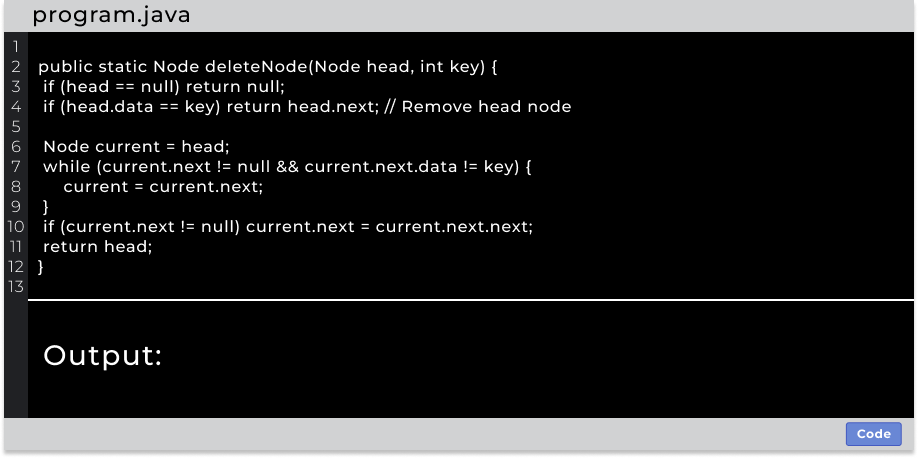 program.java
1
2 public static Node deleteNode(Node head, int key) {
3 if (head == null) return null;
4 if (head.data == key) return head.next; // Remove head node
5
6 Node current = head;
7 while (current.next != null && current.next.data != key) {
8 current = current.next;
9 }
10 if (current.next != null) current.next = current.next.next;
11 return head;
12 }
13
Output:
Code